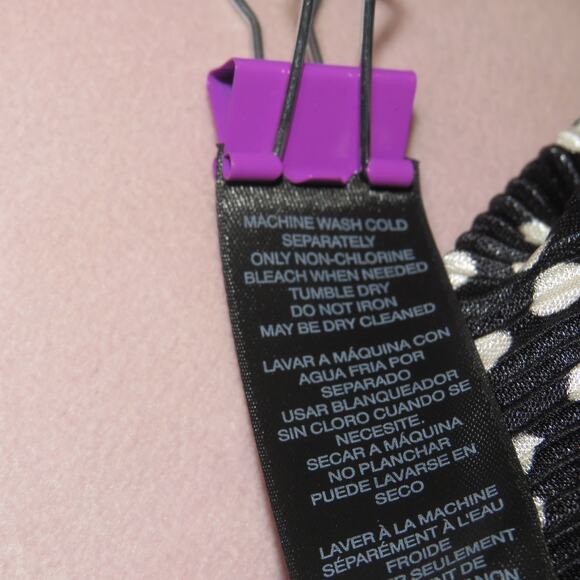 MACHINE WASH COLD
SEPARATELY
ONLY NON-CHLORINE
BLEACH WHEN NEEDED
TUMBLE DRY
DO NOT IRON
MAY BE DRY CLEANED
LAVAR A MÁQUINA CON
AGUA FRIA POR
SEPARADO
USAR BLANQUEADOR
SIN CLORO CUANDO SE
NECESITE.
SECAR A MÁQUINA
NO PLANCHAR
PUEDE LAVARSE EN
SECO
LAVER À LA MACHINE
SÉPARÉMENT À L'EAU
FROIDE
SEULEMENT
DE